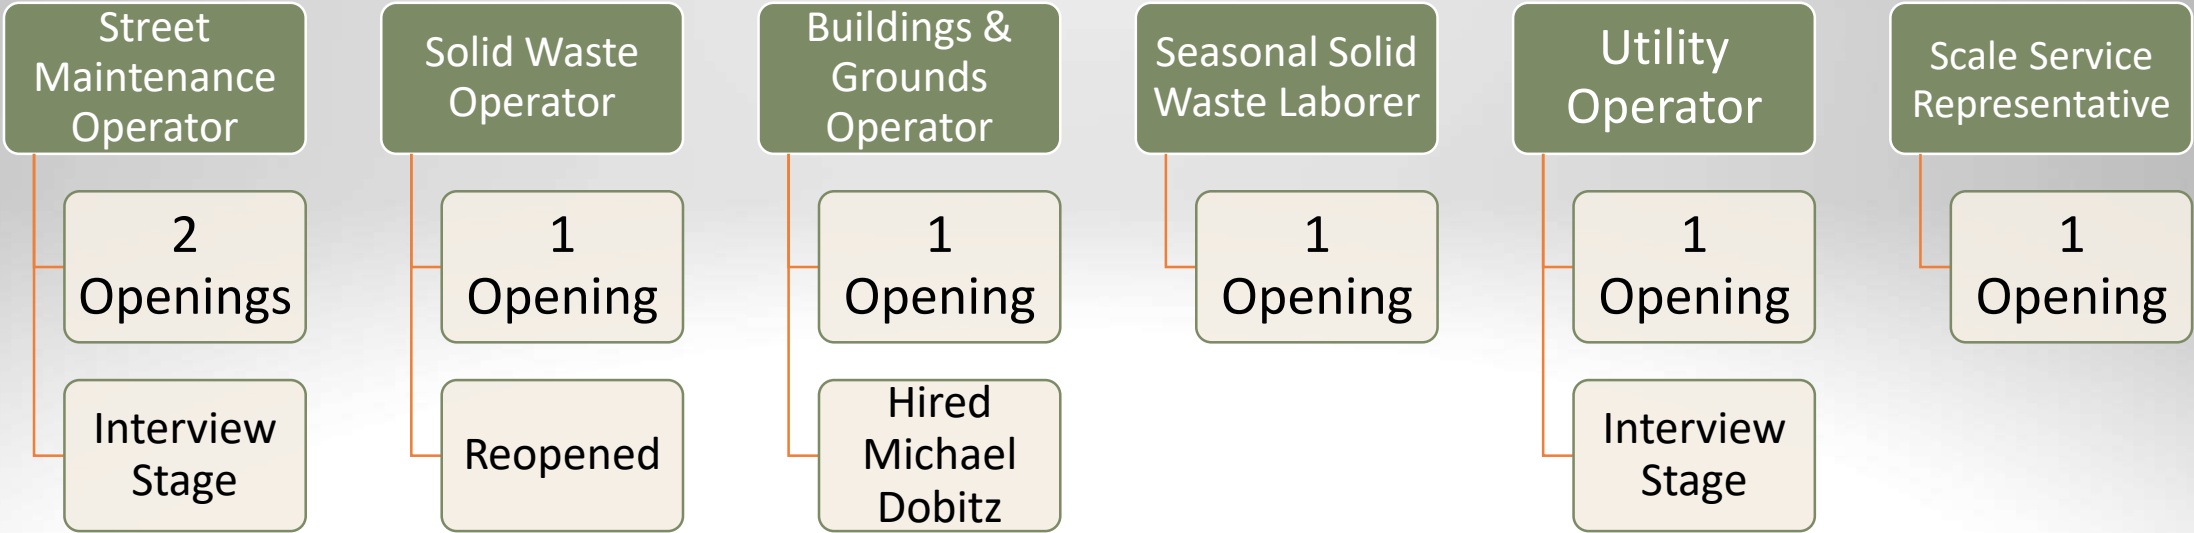 Street
Maintenance
Operator
2
Openings
Interview
Stage
Solid Waste
Operator
1
Opening
Reopened
Buildings &
Grounds
Operator
1
Opening
Hired
Michael
Dobitz
Seasonal Solid
Waste Laborer
1
Opening
Utility
Operator
1
Opening
Interview
Stage
Scale Service
Representative
1
Opening